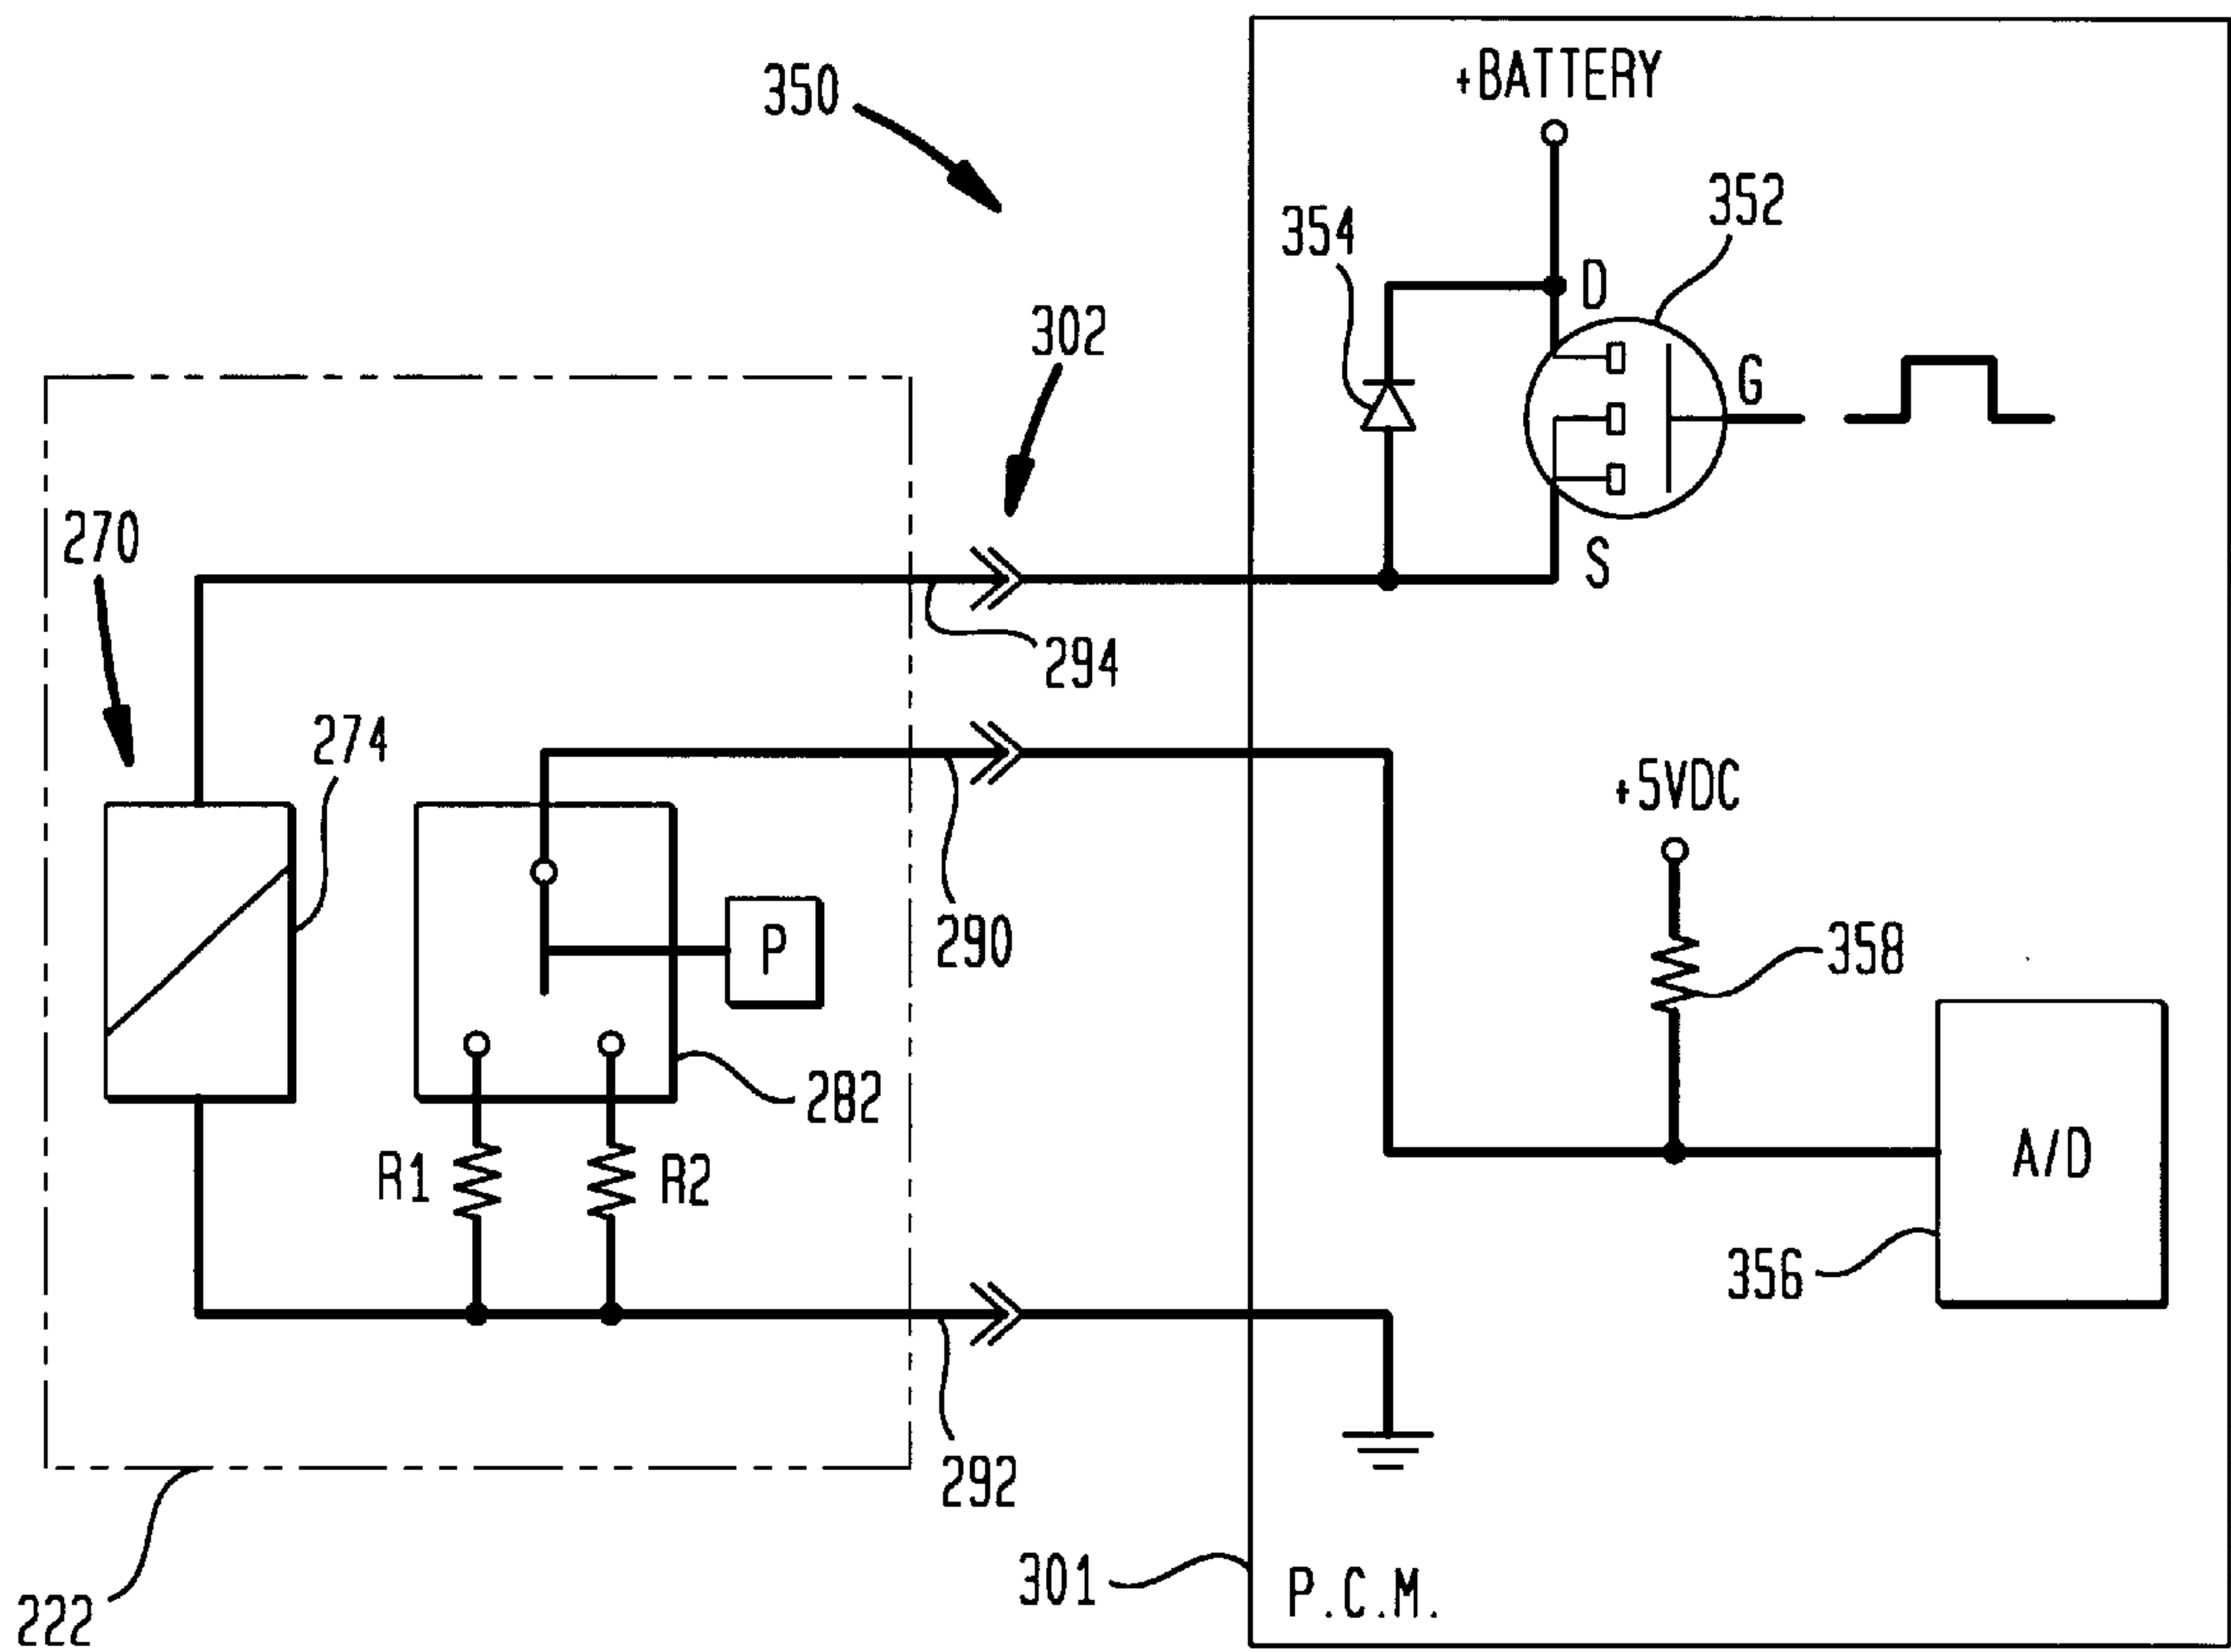 +BATTERY
350
352
354
D
302
G
270
S
294
274
+5VDC
P
290
358
282
A/D
R1
R2
356
292
301
P.C.M.
222